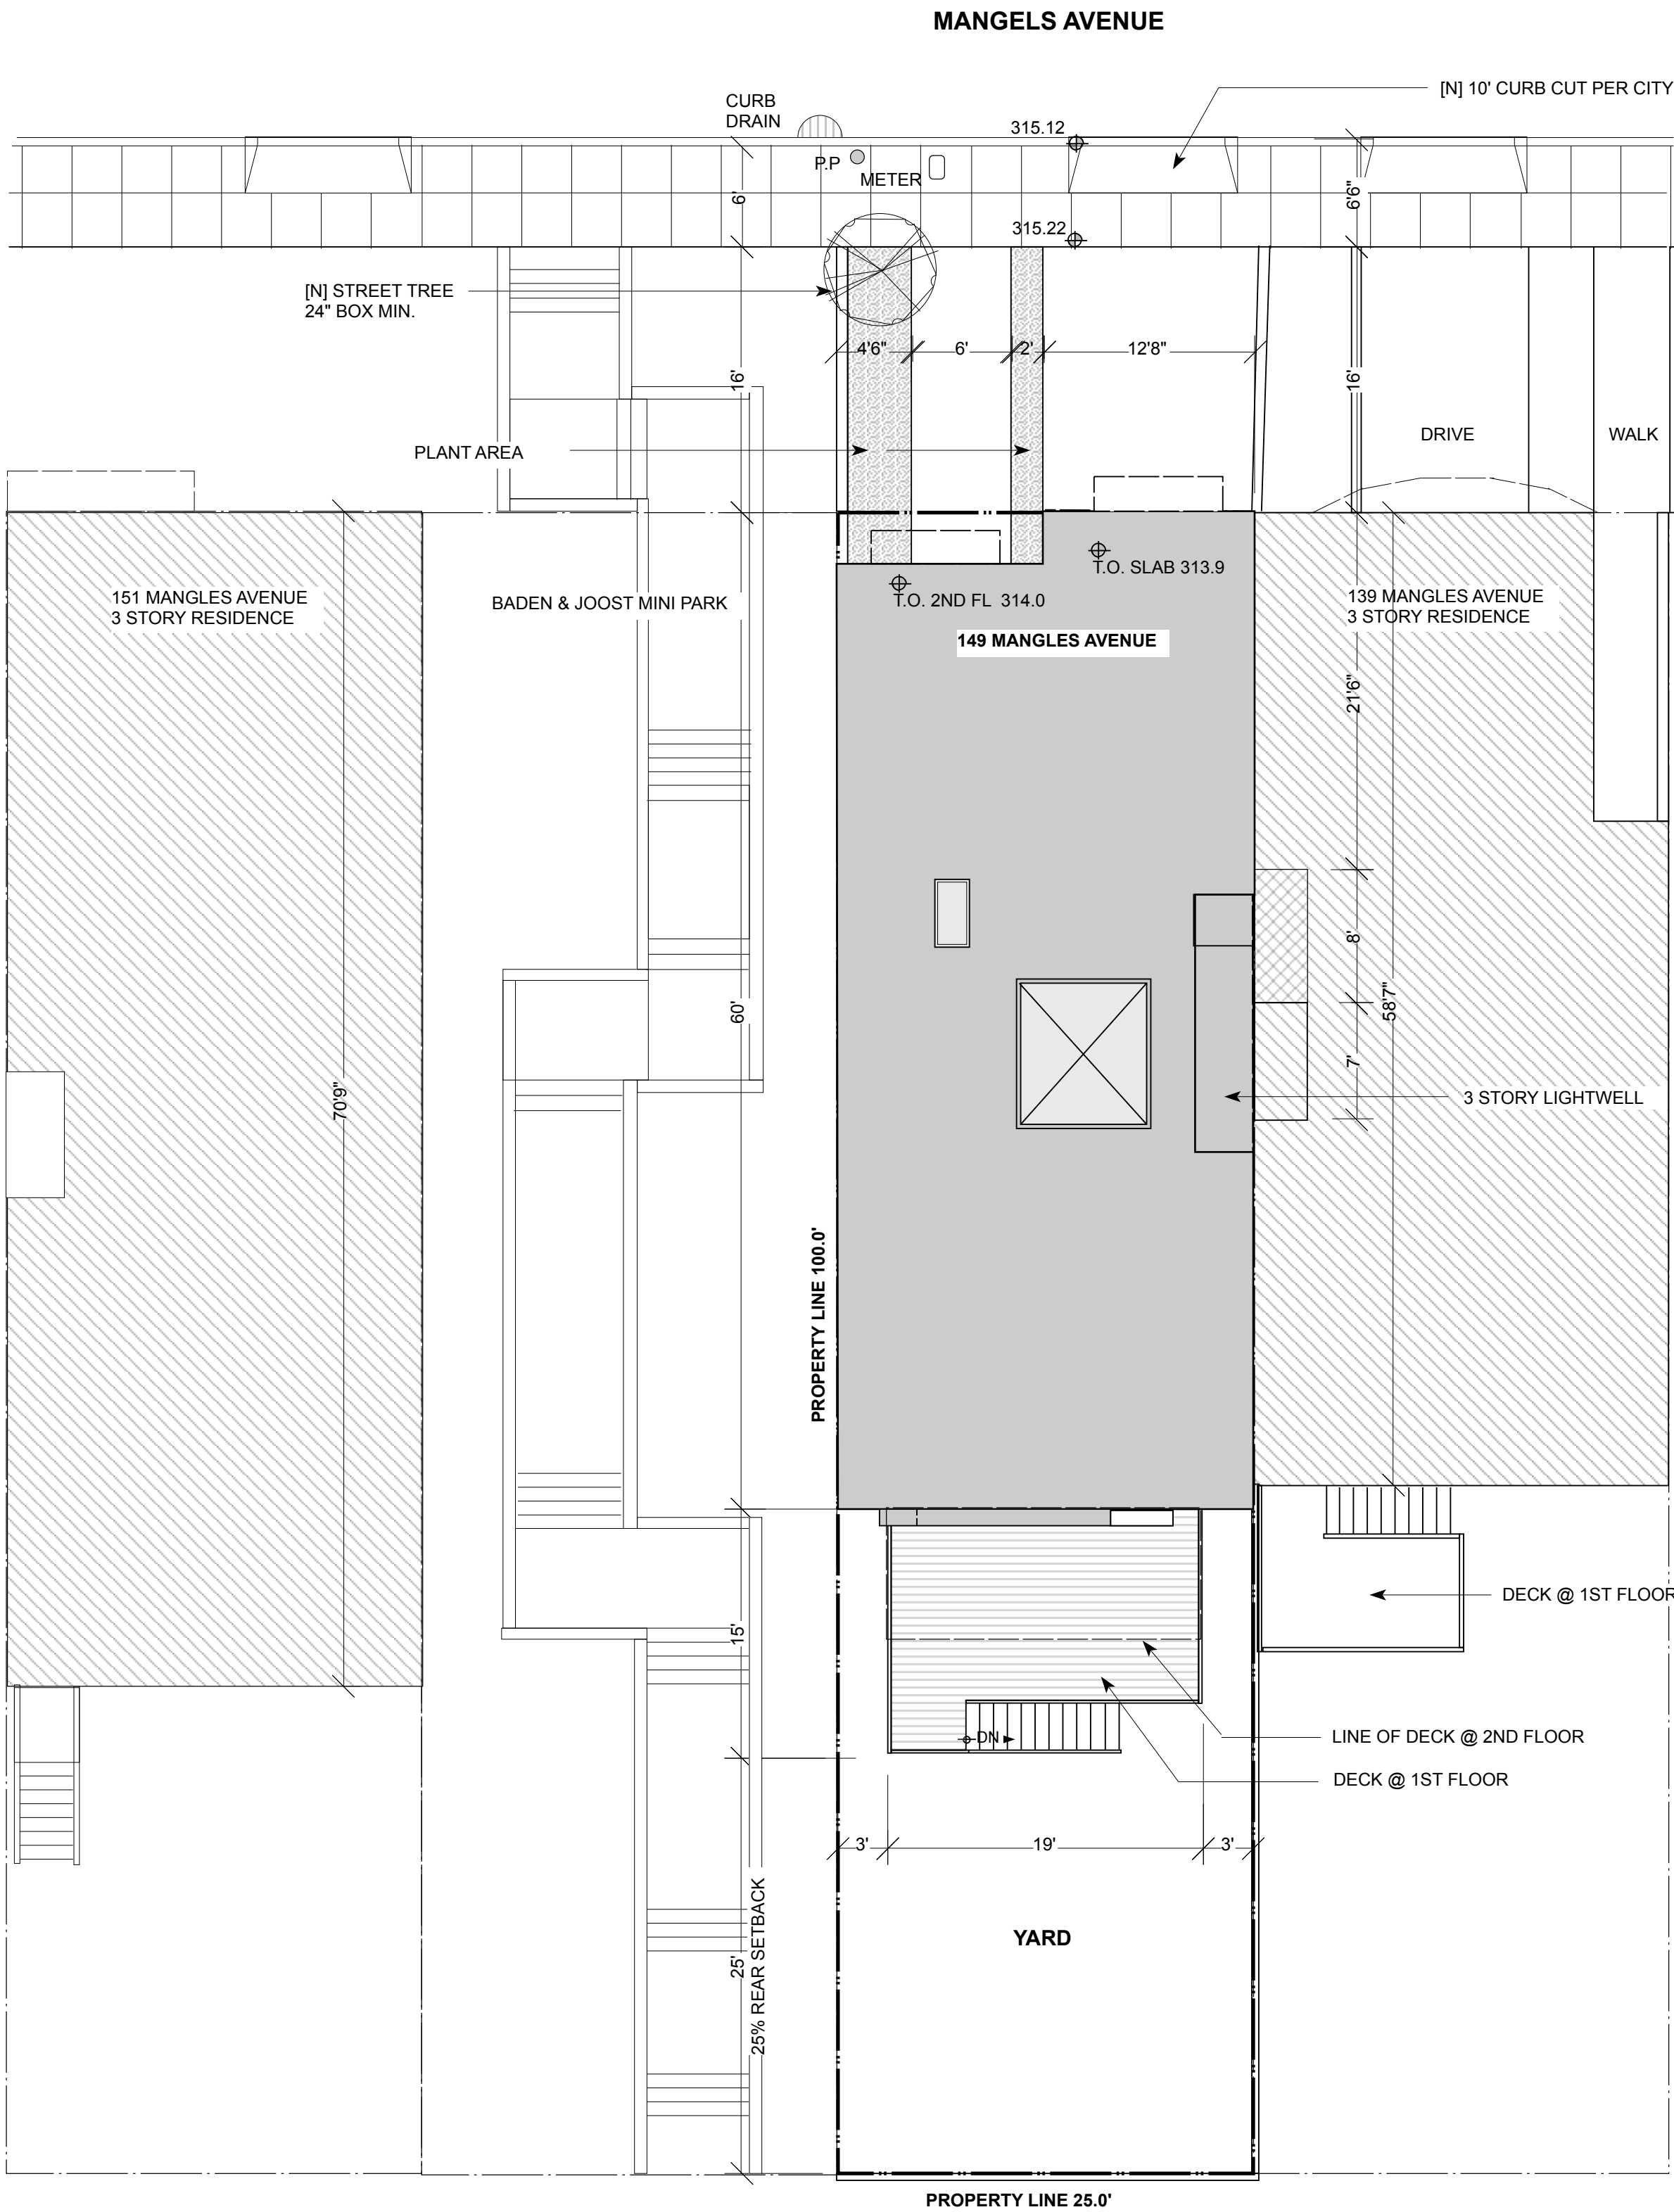 MANGELS AVENUE
[N] 10' CURB CUT PER CITY
CURB
DRAIN
315.12
P.P
METER
6'
6'6"
315.22
[N] STREET TREE
24" BOX MIN.
4'6"
6'
2'
12'8"
16'
16'
PLANT AREA
DRIVE
WALK
T.O. SLAB 313.9
T.O. 2ND FL 314.0
151 MANGLES AVENUE
3 STORY RESIDENCE
BADEN & JOOST MINI PARK
149 MANGLES AVENUE
139 MANGLES AVENUE
3 STORY RESIDENCE
21'6"
8'
58'7"
60'
7'
70'9"
3 STORY LIGHTWELL
PROPERTY LINE 100.0'
DECK @ 1ST FLOOR
15'
DN
LINE OF DECK @ 2ND FLOOR
DECK @ 1ST FLOOR
3'
19'
3'
25'
25% REAR SETBACK
YARD
PROPERTY LINE 25.0'